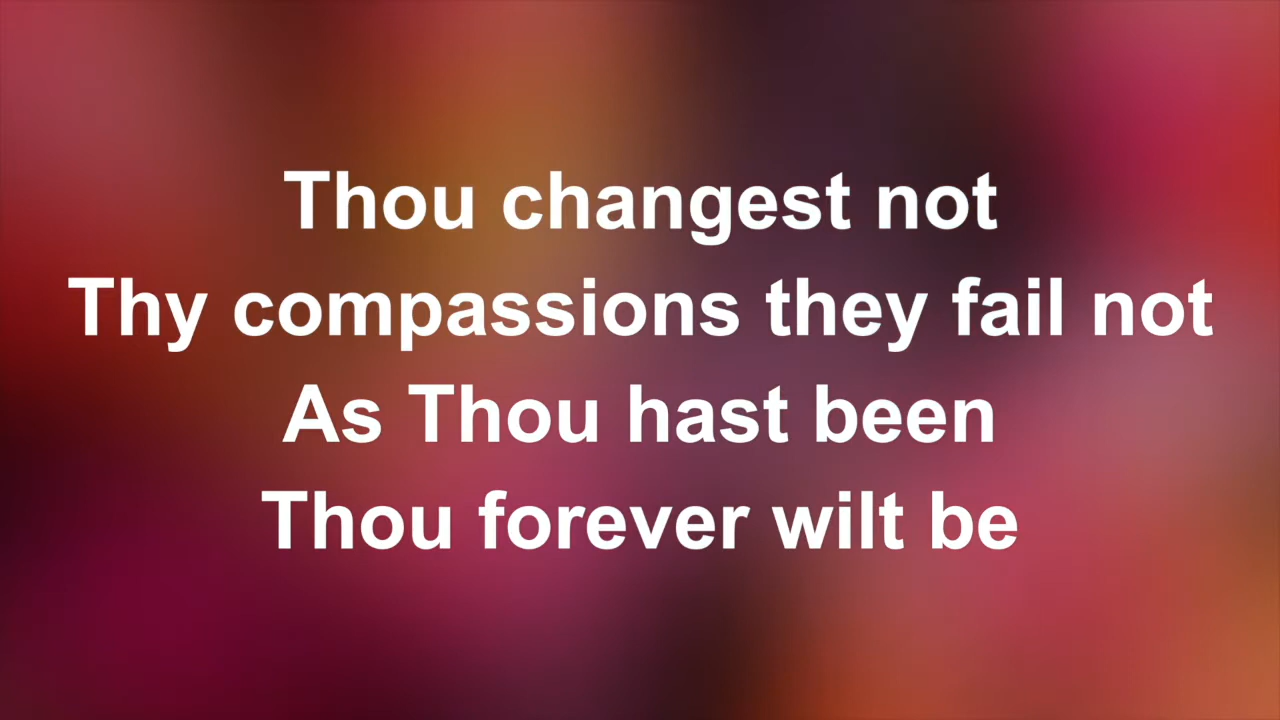 Thou changest not
Thy compassions they fail not
As Thou hast been
Thou forever wilt be